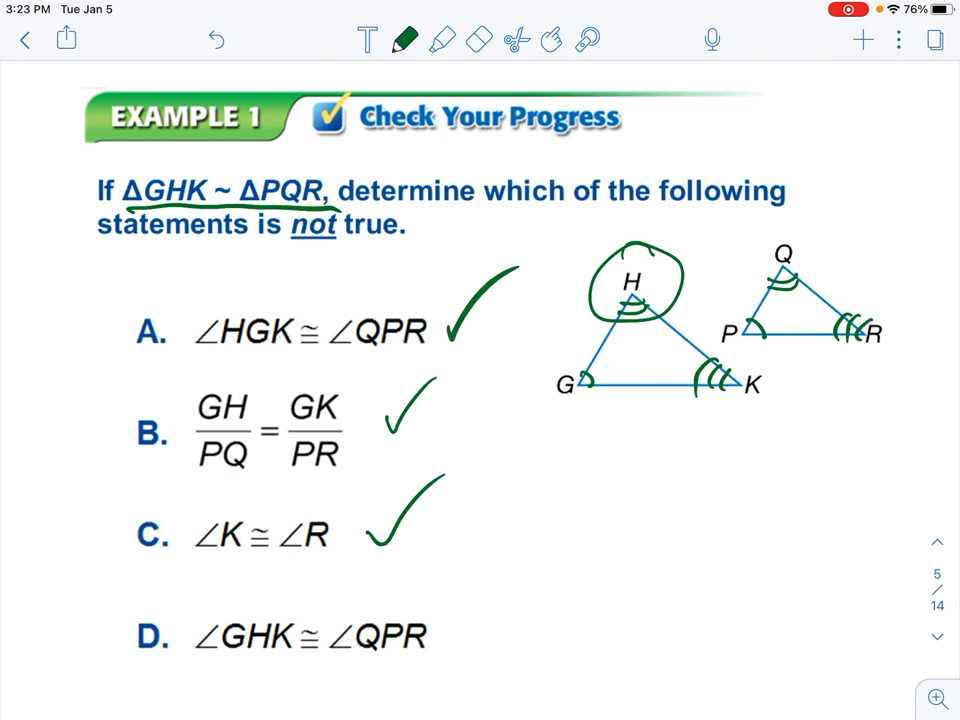 3:23 PM Tue Jan 5
76%
T
EXAMPLE 1 Check Your Progress
If ΔGHK ~ ΔPQR, determine which of the following
statements is not true.
A. ∠HGK ≅ ∠QPR
B. GH/PQ = GK/PR
C. ∠K ≅ ∠R
D. ∠GHK ≅ ∠QPR
H
G
K
Q
P
R
5
/
14